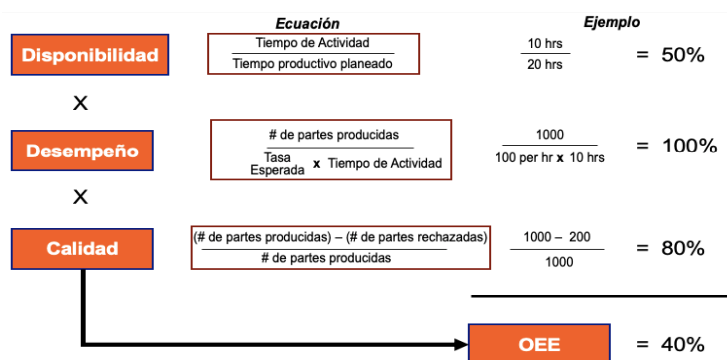 Ecuación
Ejemplo
Disponibilidad
Tiempo de Actividad
Tiempo productivo planeado
10 hrs
20 hrs
= 50%
X
Desempeño
# de partes producidas
Tasa
Esperada x Tiempo de Actividad
1000
100 per hr x 10 hrs
= 100%
X
Calidad
(# de partes producidas) – (# de partes rechazadas)
# de partes producidas
1000 – 200
1000
= 80%
OEE
= 40%